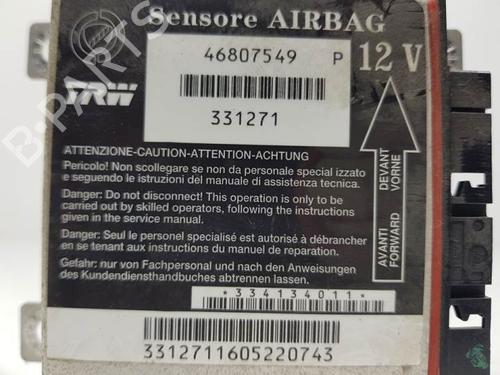 Sensore AIRBAG
46807549 P 12 V
TRW
331271
ATTENZIONE-CAUTION-ATTENTION-ACHTUNG
Pericolo! Non scollegare se non da personale special izzato
e seguendo le istruzioni del manuale di assistenza tecnica.
Danger: Do not disconnect! This operation is only to be
carried out by skilled operators, following the instructions
given in the service manual.
Danger: Seul le personel spécialisé est autorisé à débrancher
en se tenant aux instructions du manuel de reparation.
Gefahr: nur von Fachpersonal und nach den Anweisungen
des Kundendiensthandbuches abtrennen lassen.
DEVANT
VORNE
AVANTI
FORWARD
*334134011*
3312711605220743
B-PARTS